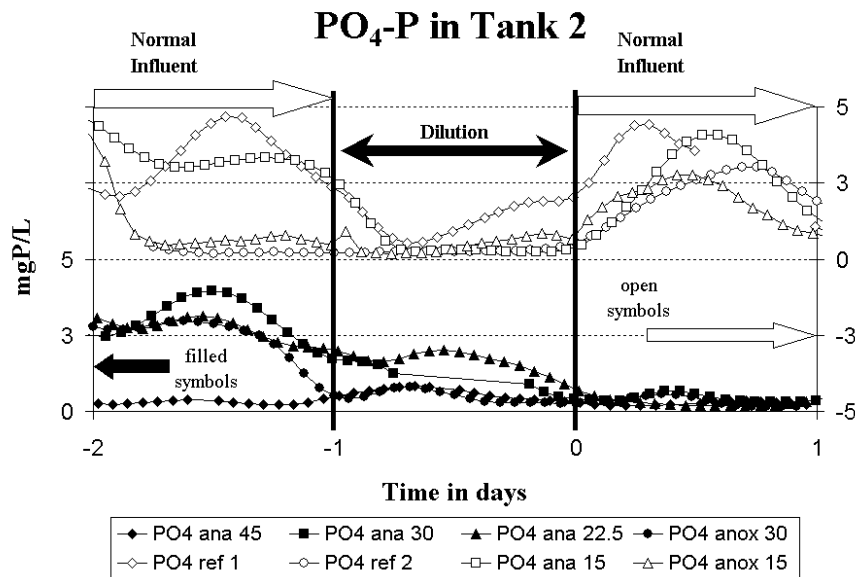 PO4-P in Tank 2
Normal
Influent
Normal
Influent
Dilution
mgP/L
5
3
0
5
3
0
-3
-5
filled
symbols
open
symbols
-2
-1
0
1
Time in days
PO4 ana 45
PO4 ana 30
PO4 ana 22.5
PO4 anox 30
PO4 ref 1
PO4 ref 2
PO4 ana 15
PO4 anox 15